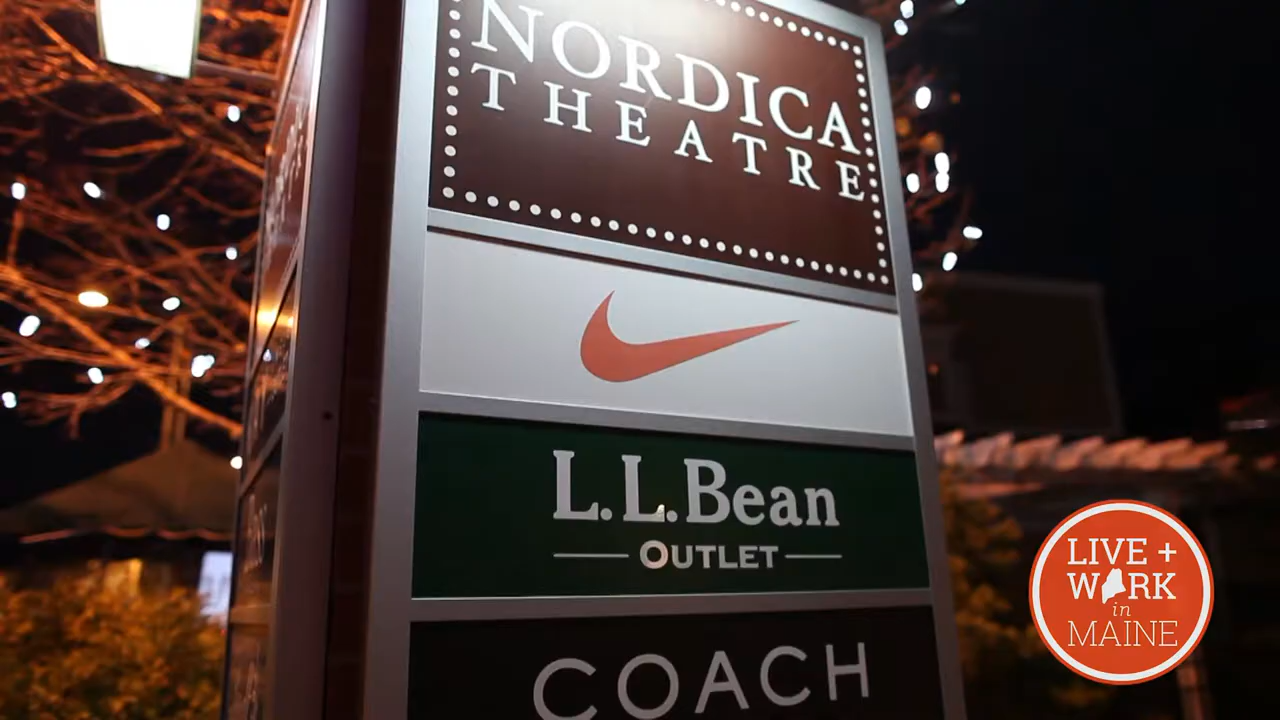 NORDICA
THEATRE
L.L.Bean
OUTLET
COACH
LIVE +
WORK
in
MAINE